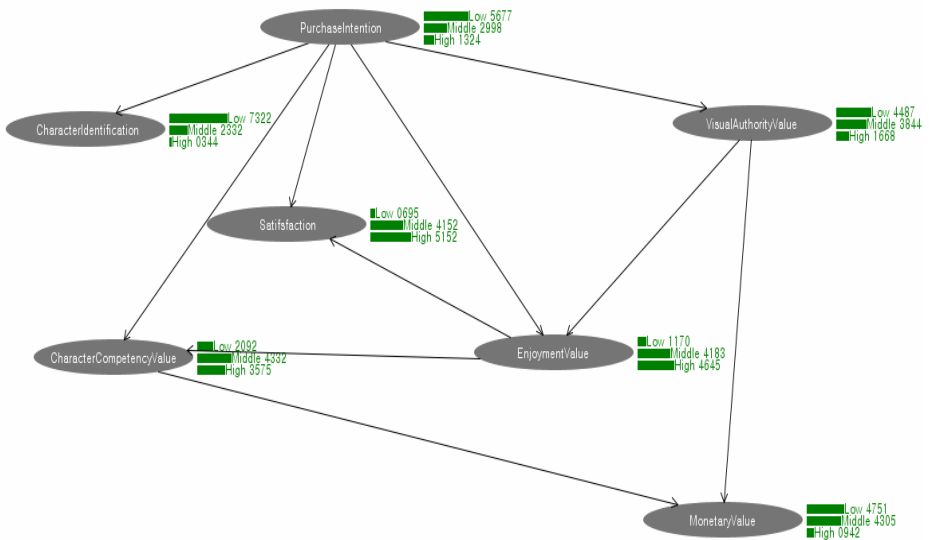 PurchaseIntention
Low 5677
Middle 2998
High 1324
CharacterIdentification
Low 7322
Middle 2332
High 0344
VisualAuthorityValue
Low 4487
Middle 3844
High 1668
Satifsfaction
Low 0695
Middle 4152
High 5152
CharacterCompetencyValue
Low 2092
Middle 4332
High 3575
EnjoymentValue
Low 1170
Middle 4183
High 4645
MonetaryValue
Low 4751
Middle 4305
High 0942